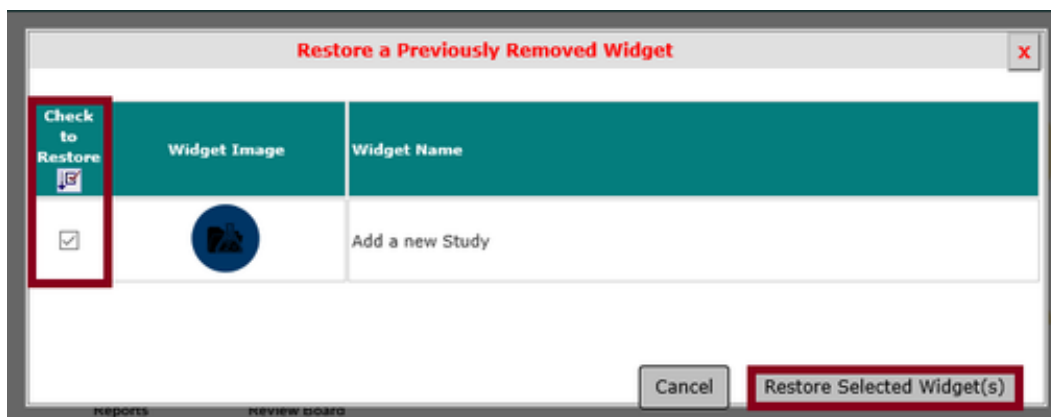 Restore a Previously Removed Widget
x
Check
to
Restore
Widget Image
Widget Name
Add a new Study
Cancel
Restore Selected Widget(s)
Reports
Review Board